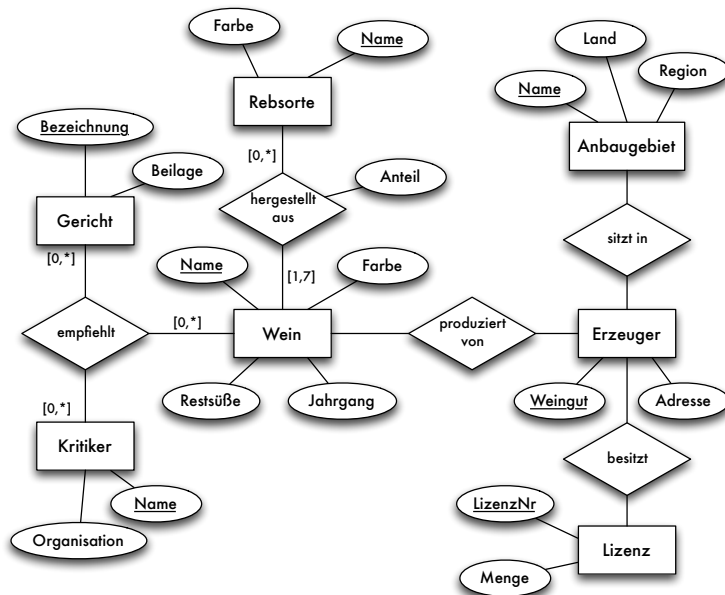 Farbe
Name
Rebsorte
Land
Name
Region
Anbaugebiet
Bezeichnung
Beilage
Gericht
[0,*]
[0,*]
hergestellt
aus
Anteil
sitzt in
[1,7]
Name
Farbe
empfiehlt
[0,*]
Wein
produziert
von
Erzeuger
Restsüße
Jahrgang
Weingut
Adresse
[0,*]
Kritiker
Name
Organisation
besitzt
LizenzNr
Lizenz
Menge